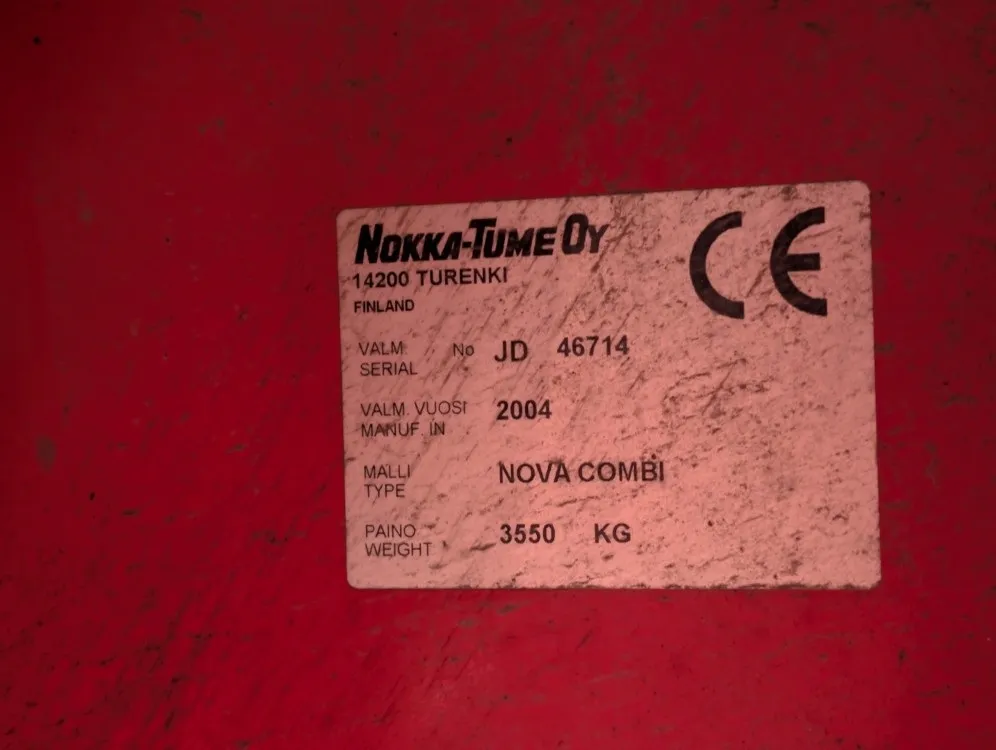 NOKKA-TUME OY
14200 TURENKI
FINLAND
CE
VALM. No JD 46714
SERIAL
VALM. VUOSI 2004
MANUF. IN
MALLI NOVA COMBI
TYPE
PAINO 3550 KG
WEIGHT